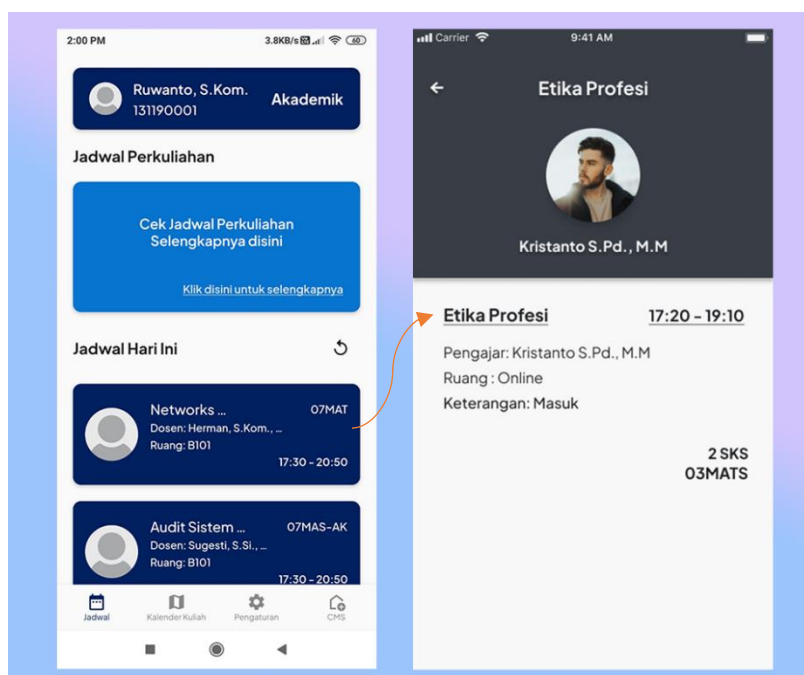 2:00 PM 3.8KB/s 60
Ruwanto, S.Kom.
131190001
Akademik
Jadwal Perkuliahan
Cek Jadwal Perkuliahan
Selengkapnya disini
Klik disini untuk selengkapnya
Jadwal Hari Ini
Networks ... 07MAT
Dosen: Herman, S.Kom., ...
Ruang: B101
17:30 - 20:50
Audit Sistem ... 07MAS-AK
Dosen: Sugesti, S.Si., ...
Ruang: B101
17:30 - 20:50
Jadwal Kalender Kuliah Pengaturan CMS
Carrier 9:41 AM
Etika Profesi
Kristanto S.Pd., M.M
Etika Profesi 17:20 - 19:10
Pengajar: Kristanto S.Pd., M.M
Ruang : Online
Keterangan: Masuk
2 SKS
03MATS